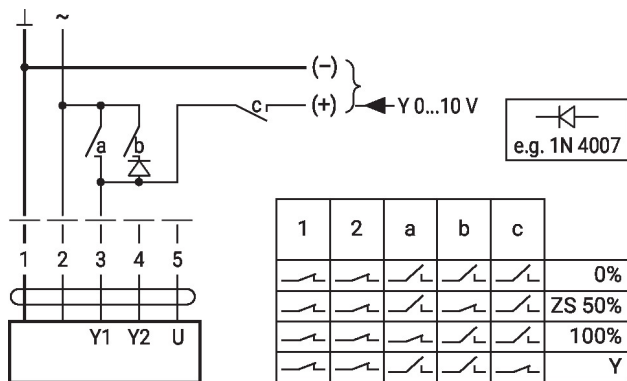 ⊥ ~
(–)
(+)
Y 0...10 V
a b c
e.g. 1N 4007
1 2 3 4 5
Y1 Y2 U
1 2 a b c
0%
ZS 50%
100%
Y